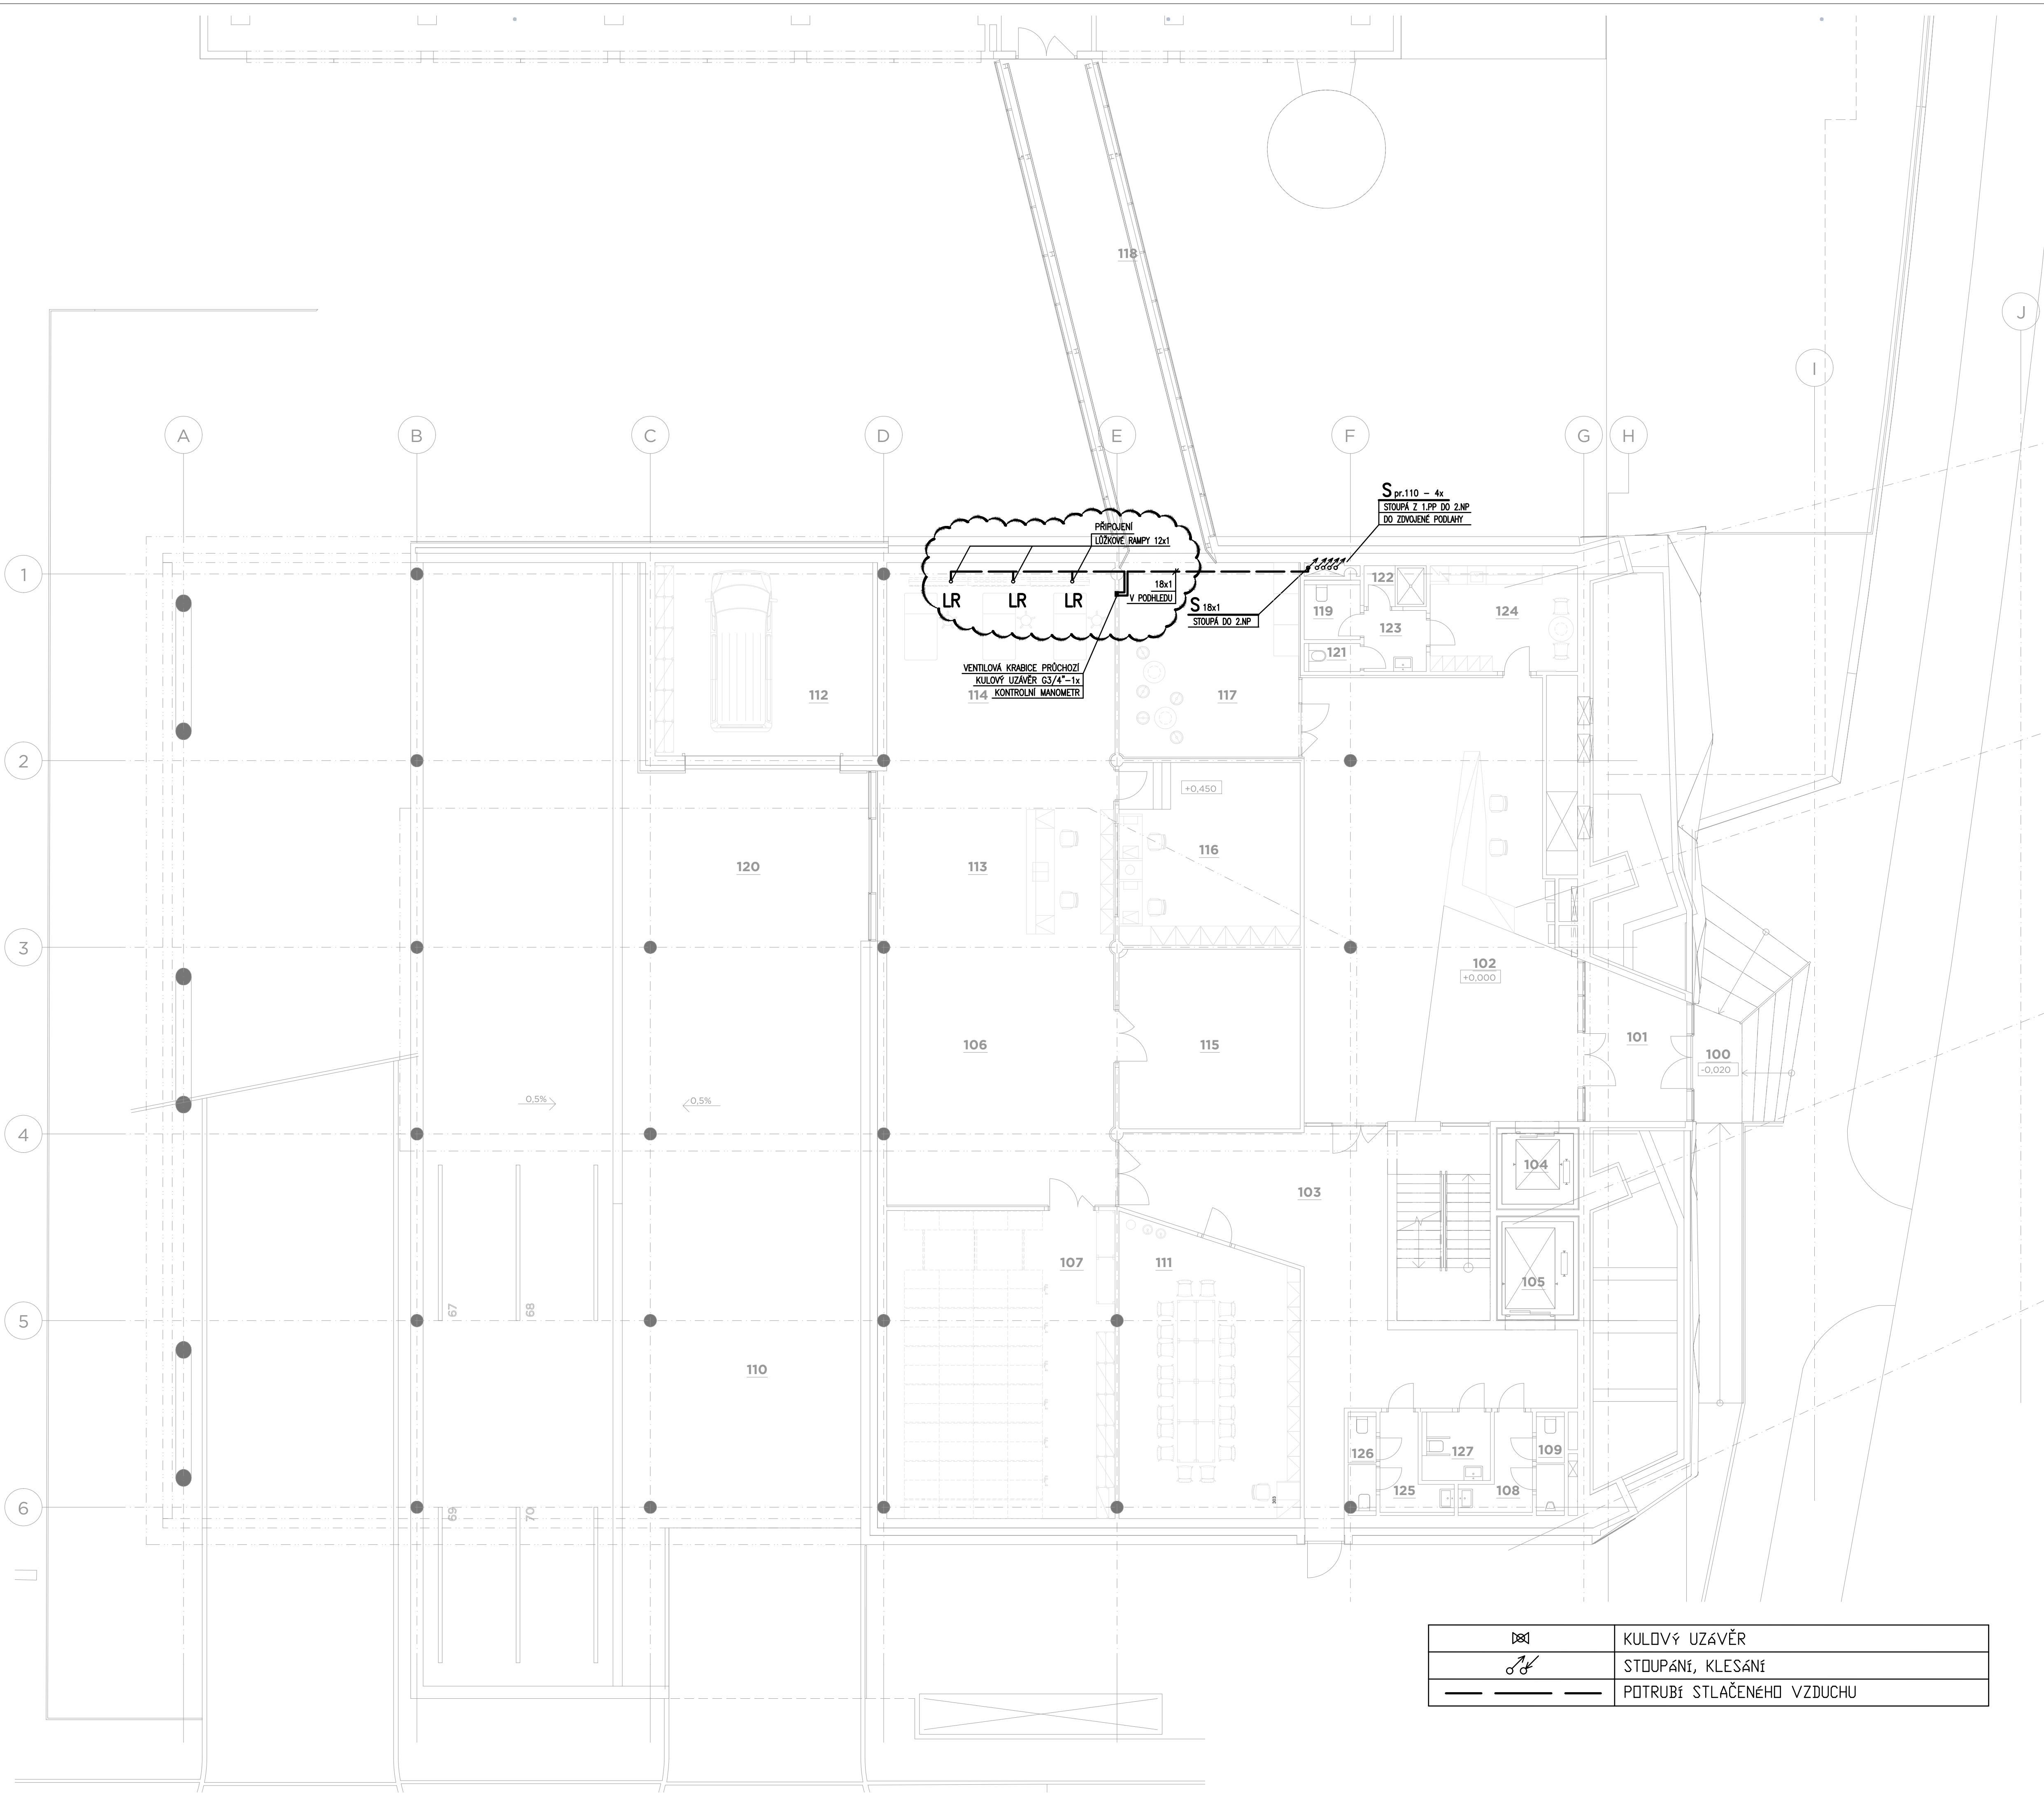 118
J
I
A
B
C
D
E
F
G
H
S pr.110 - 4x
STOUPÁ Z 1.PP DO 2.NP
DO ZDVOJENÉ PODLAHY
PŘIPOJENÍ
LŮŽKOVÉ RAMPY 12x1
1
122
18x1
V PODHLEDU
LR
LR
LR
S 18x1
STOUPÁ DO 2.NP
119
124
123
121
VENTILOVÁ KRABICE PRŮCHOZÍ
KULOVÝ UZÁVĚR G3/4"-1x
KONTROLNÍ MANOMETR
112
114
117
2
+0,450
116
120
113
3
102
+0,000
101
106
115
100
-0,020
0,5%
0,5%
4
104
103
107
111
105
67
68
5
110
126
127
109
125
108
6
69
70
KULOVÝ UZÁVĚR
STOUPÁNÍ, KLESÁNÍ
POTRUBÍ STLAČENÉHO VZDUCHU